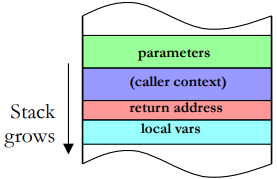 parameters
(caller context)
return address
local vars
Stack
grows